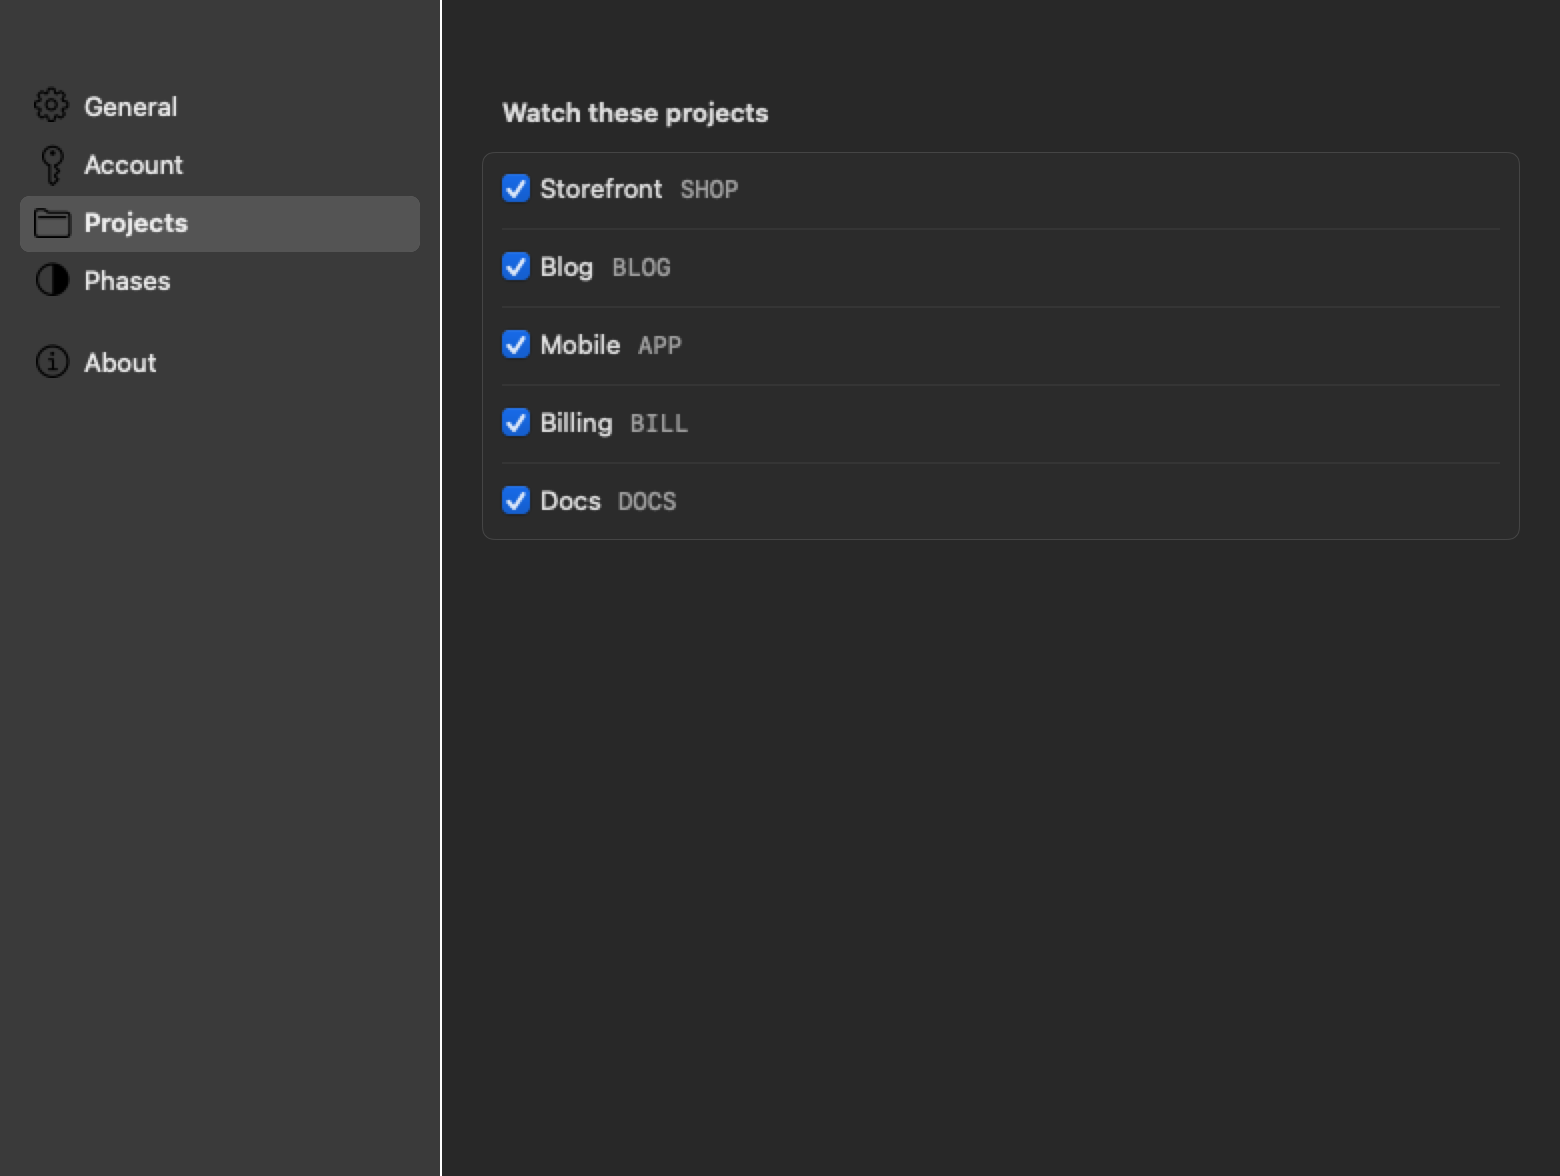 General
Account
Projects
Phases
About
Watch these projects
Storefront SHOP
Blog BLOG
Mobile APP
Billing BILL
Docs DOCS